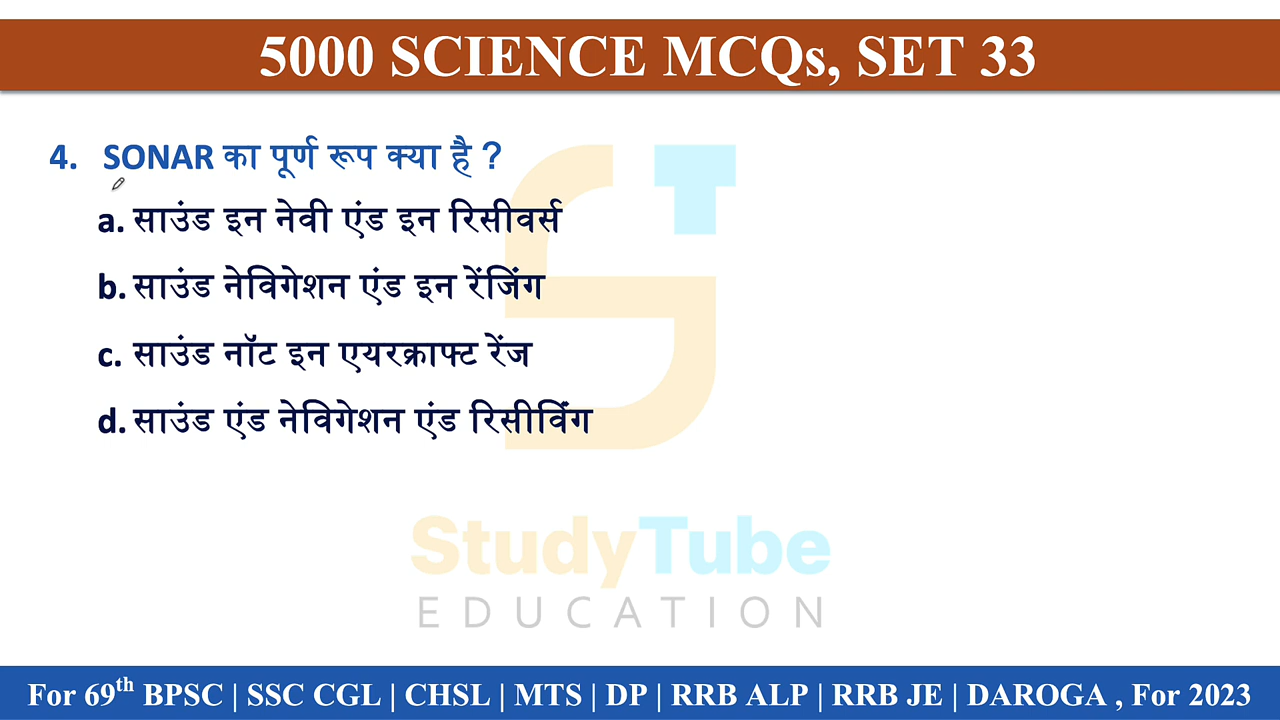 5000 SCIENCE MCQs, SET 33
4. SONAR का पूर्ण रूप क्या है ?
a. साउंड इन नेवी एंड इन रिसीवर्स
b. साउंड नेविगेशन एंड इन रेंजिंग
c. साउंड नॉट इन एयरक्राफ्ट रेंज
d. साउंड एंड नेविगेशन एंड रिसीविंग
StudyTube
EDUCATION
For 69th BPSC | SSC CGL | CHSL | MTS | DP | RRB ALP | RRB JE | DAROGA , For 2023